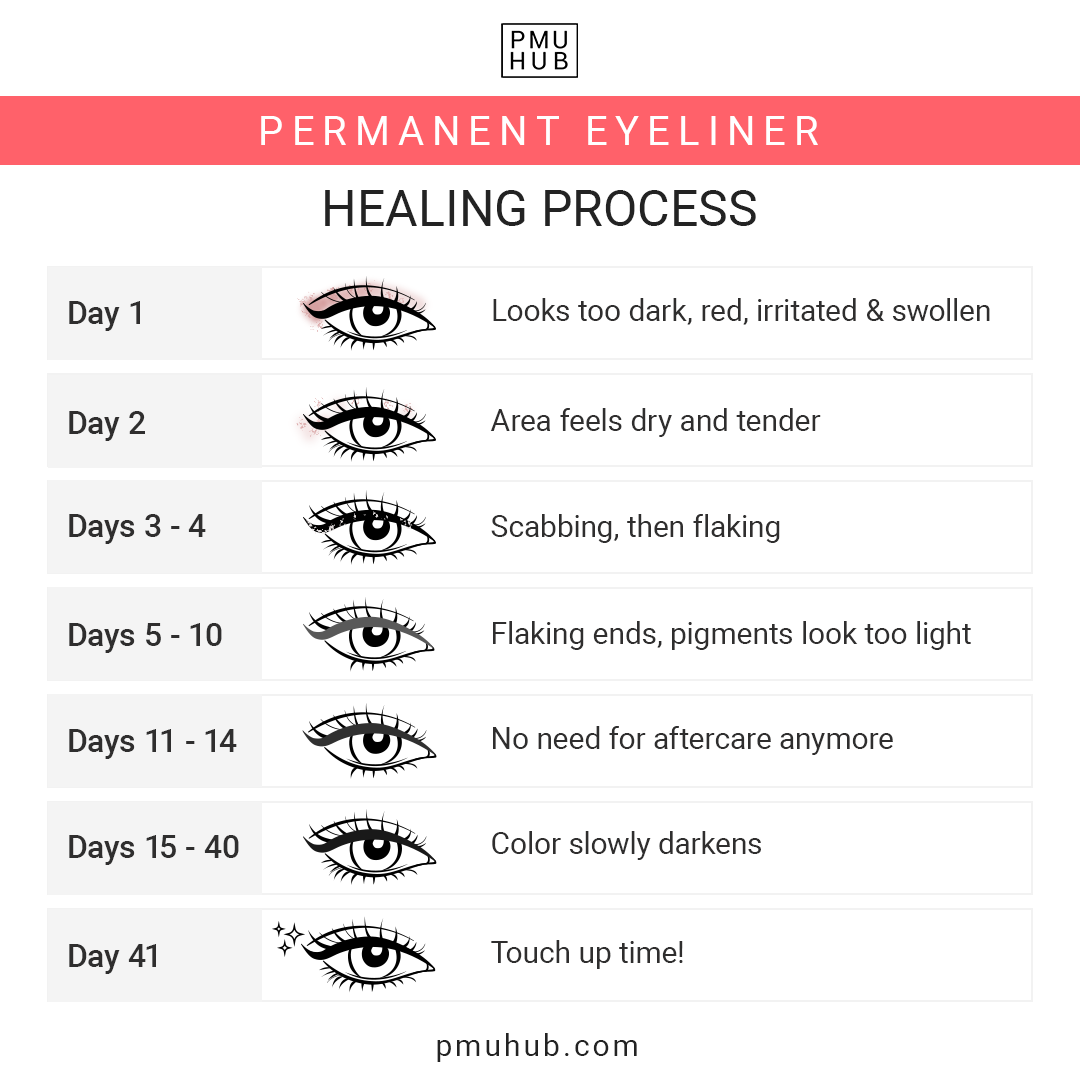 PMU
HUB
PERMANENT EYELINER
HEALING PROCESS
Day 1
Looks too dark, red, irritated & swollen
Day 2
Area feels dry and tender
Days 3 - 4
Scabbing, then flaking
Days 5 - 10
Flaking ends, pigments look too light
Days 11 - 14
No need for aftercare anymore
Days 15 - 40
Color slowly darkens
Day 41
Touch up time!
pmuhub.com